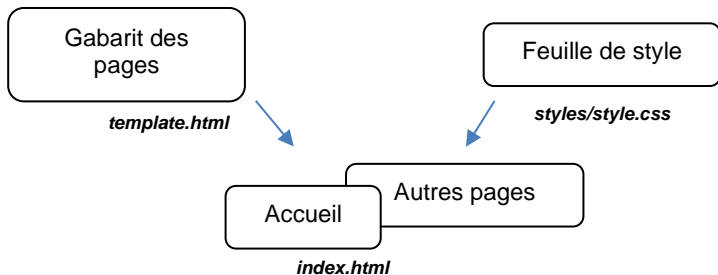 Gabarit des
pages
template.html
Feuille de style
styles/style.css
Autres pages
Accueil
index.html